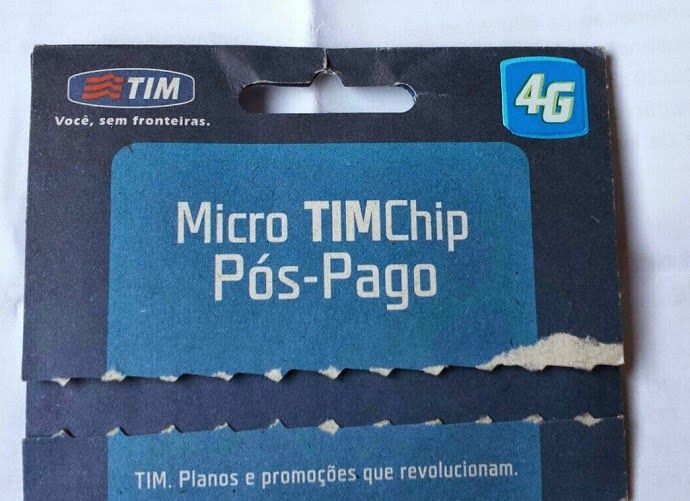 TIM
Você, sem fronteiras.
4G
Micro TIMChip
Pós-Pago
TIM. Planos e promoções que revolucionam.